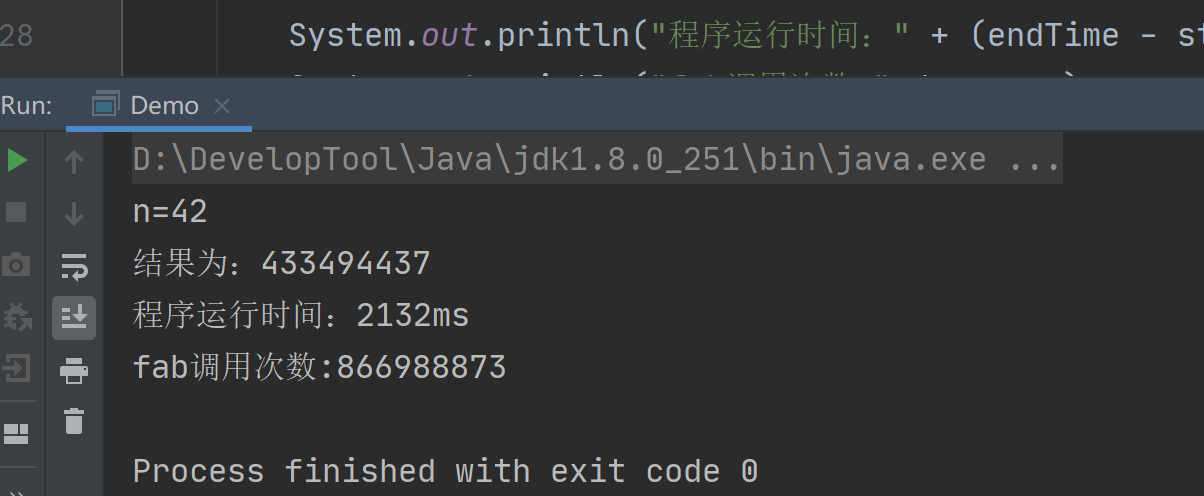 28 System.out.println("程序运行时间：" + (endTime - st
Run: Demo
D:\DevelopTool\Java\jdk1.8.0_251\bin\java.exe ...
n=42
结果为：433494437
程序运行时间：2132ms
fab调用次数:866988873
Process finished with exit code 0